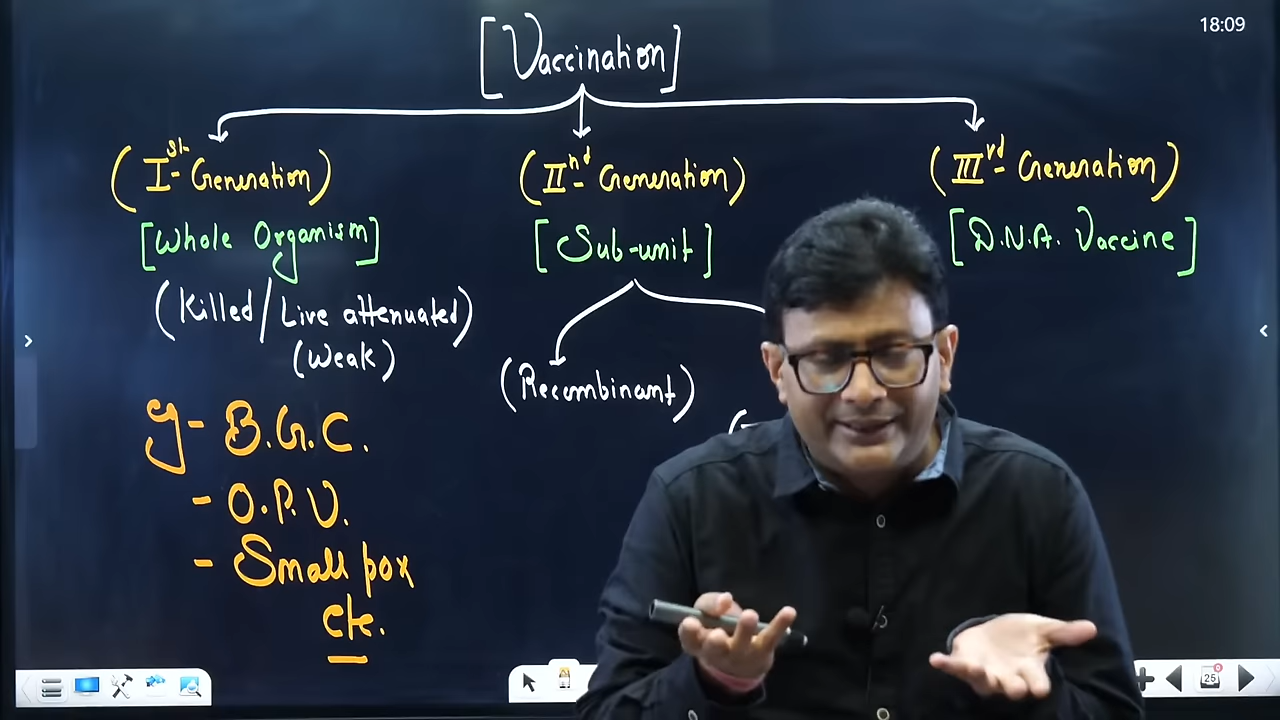 18:09
[Vaccination]
(Ist Generation)
(IInd Generation)
(IIIrd Generation)
[Whole Organism]
[Sub-unit]
[D.N.A. Vaccine]
(Killed/Live attenuated)
(Weak)
(Recombinant)
eg- B.G.C.
- O.P.V.
- Small pox
etc.
25